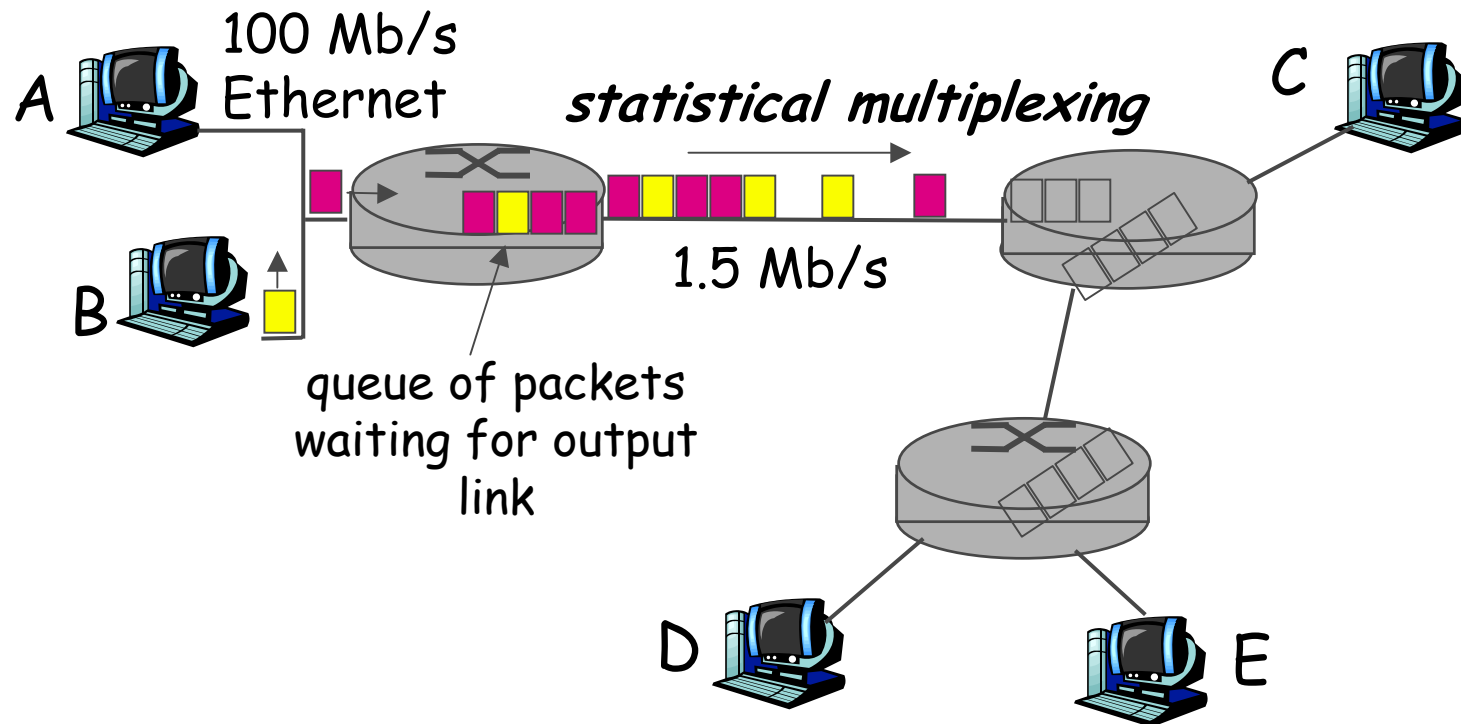 100 Mb/s
Ethernet
A
statistical multiplexing
C
B
1.5 Mb/s
queue of packets
waiting for output
link
D
E